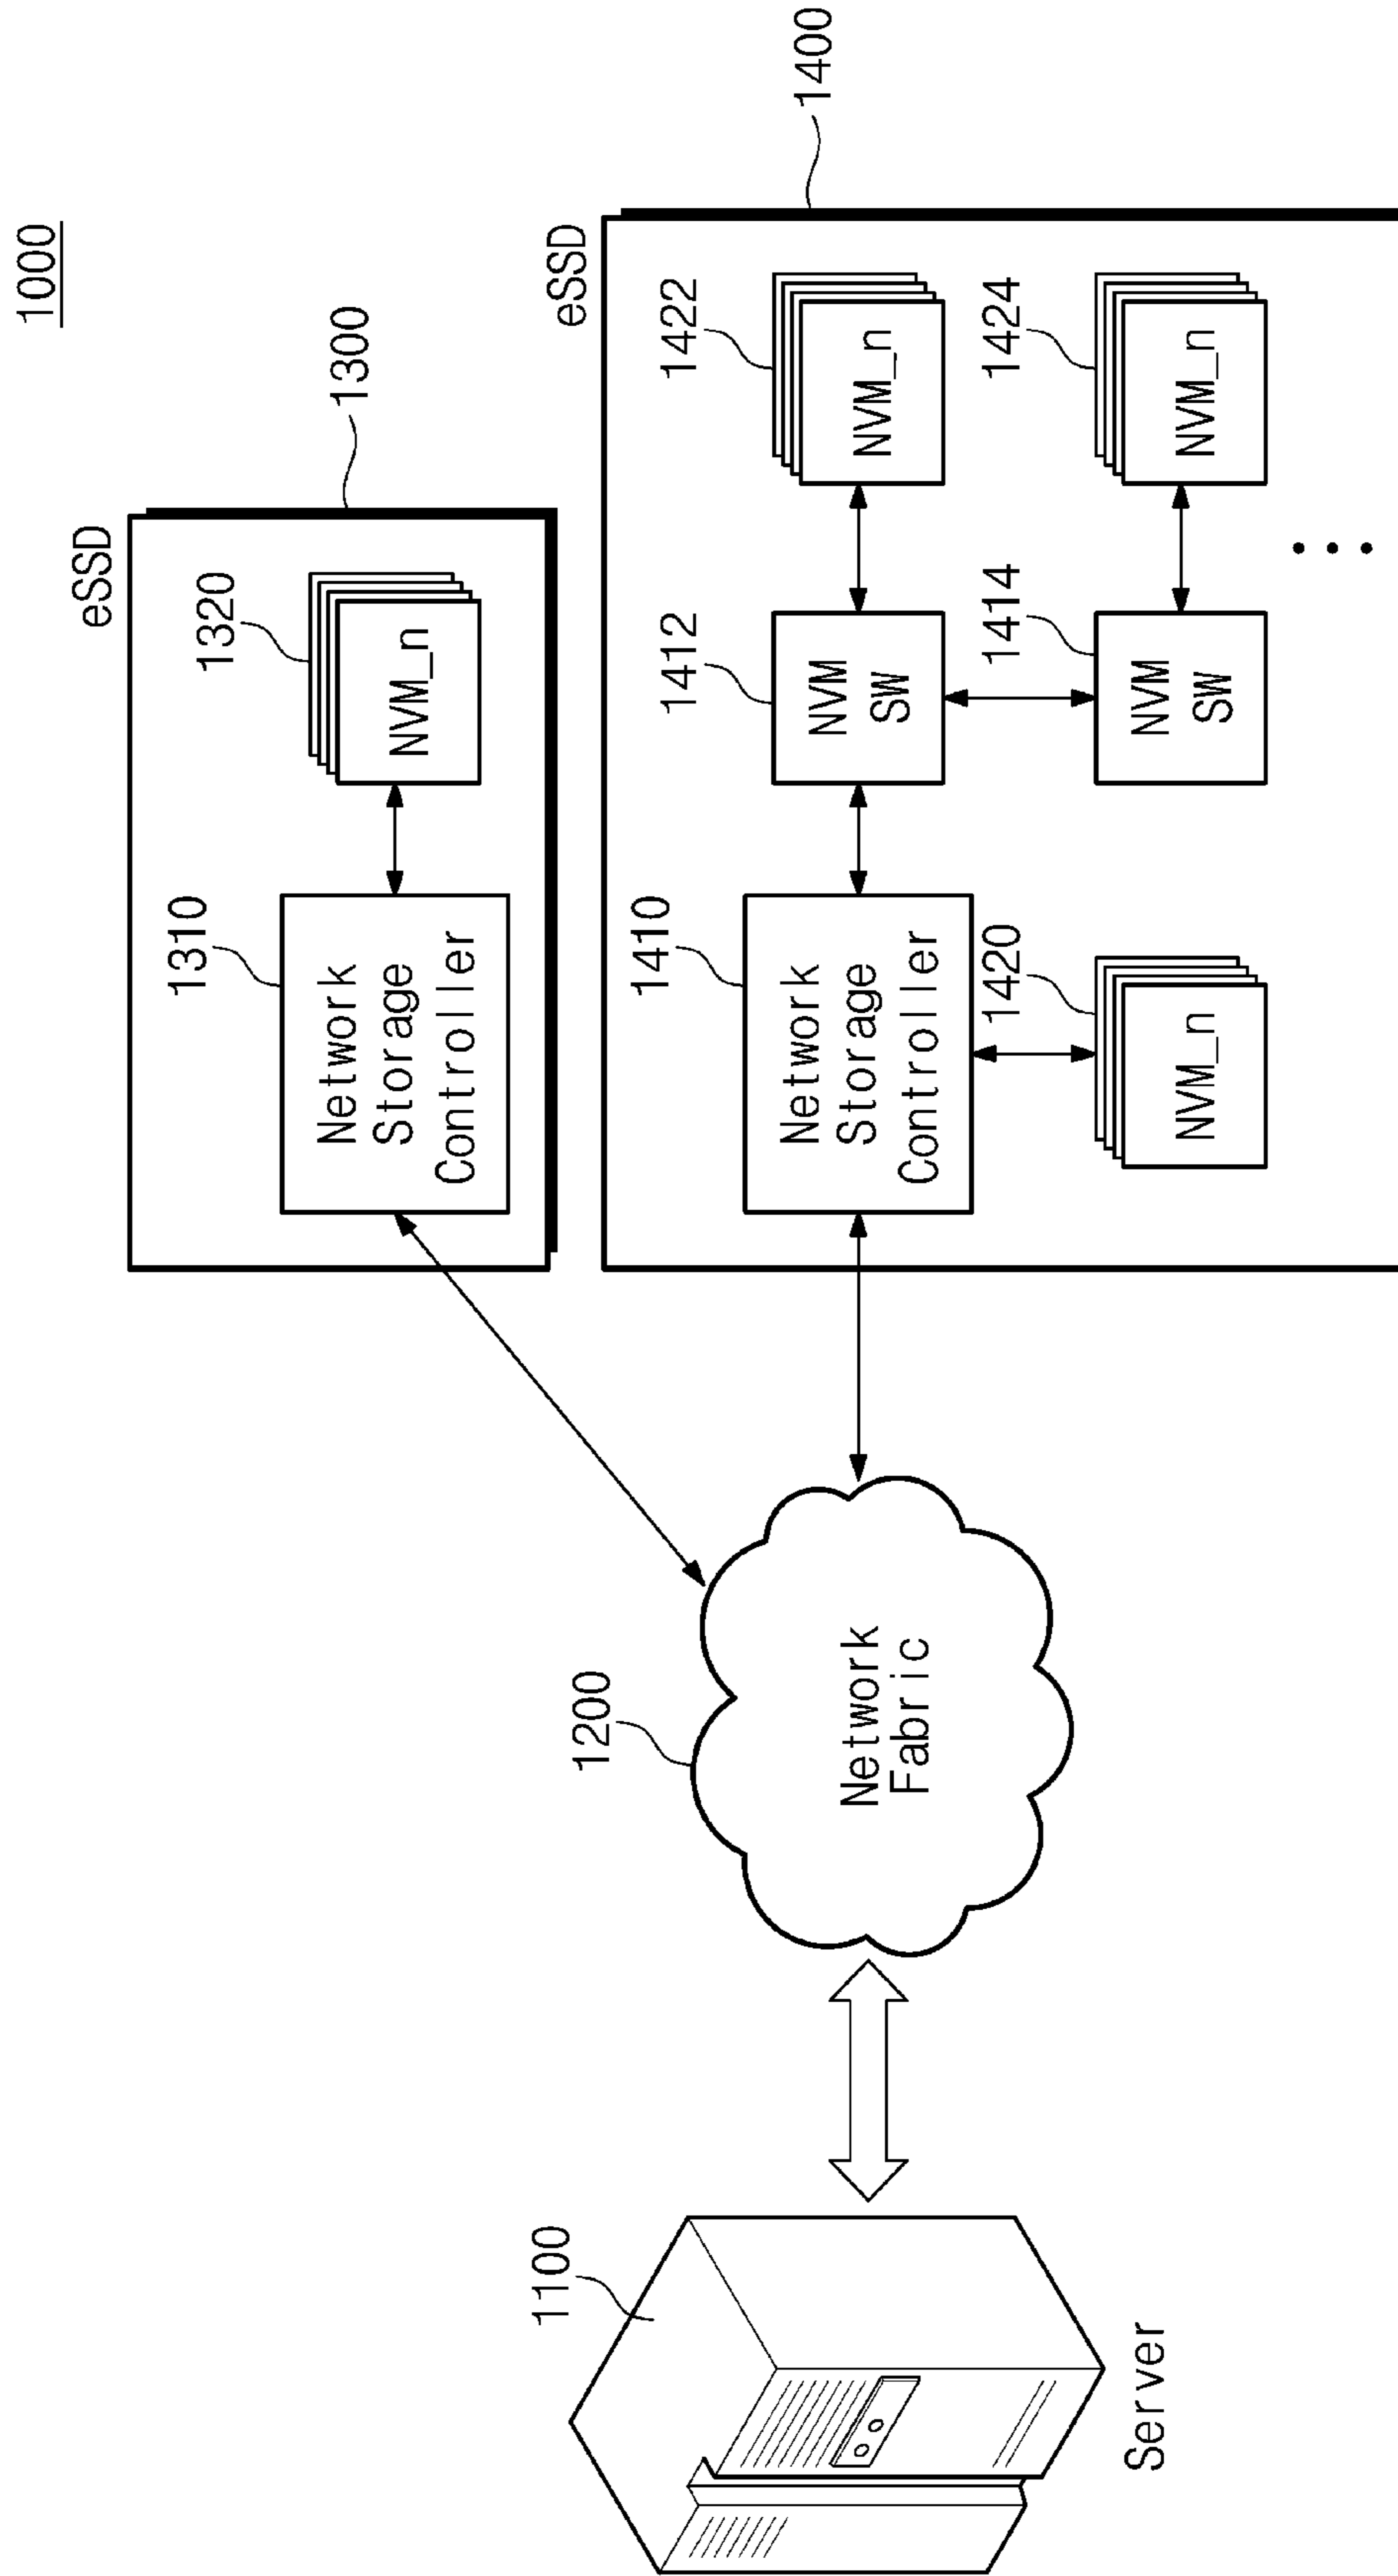 1000
eSSD
1300
1310
1320
Network
Storage
Controller
NVM_n
eSSD
1400
1410
1412
1422
Network
Storage
Controller
NVM
SW
NVM_n
1420
1414
1424
NVM_n
NVM
SW
NVM_n
1200
Network
Fabric
1100
Server